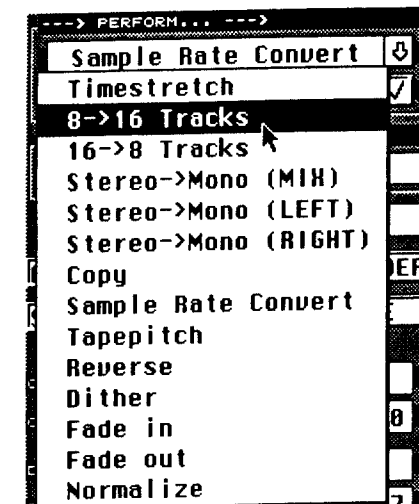 ---> PERFORM... --->
Sample Rate Convert
Timestretch
8->16 Tracks
16->8 Tracks
Stereo->Mono (MIX)
Stereo->Mono (LEFT)
Stereo->Mono (RIGHT)
Copy
Sample Rate Convert
Tapepitch
Reverse
Dither
Fade in
Fade out
Normalize